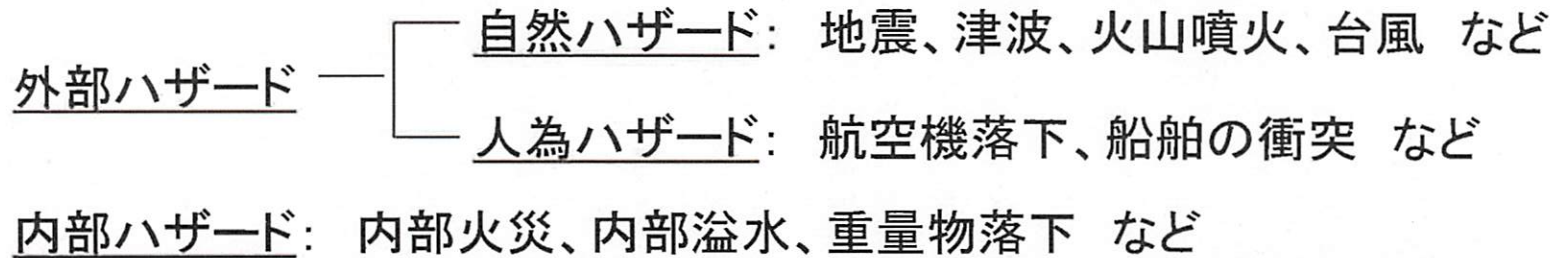 自然ハザード： 地震、津波、火山噴火、台風 など
外部ハザード
人為ハザード： 航空機落下、船舶の衝突 など
内部ハザード： 内部火災、内部溢水、重量物落下 など